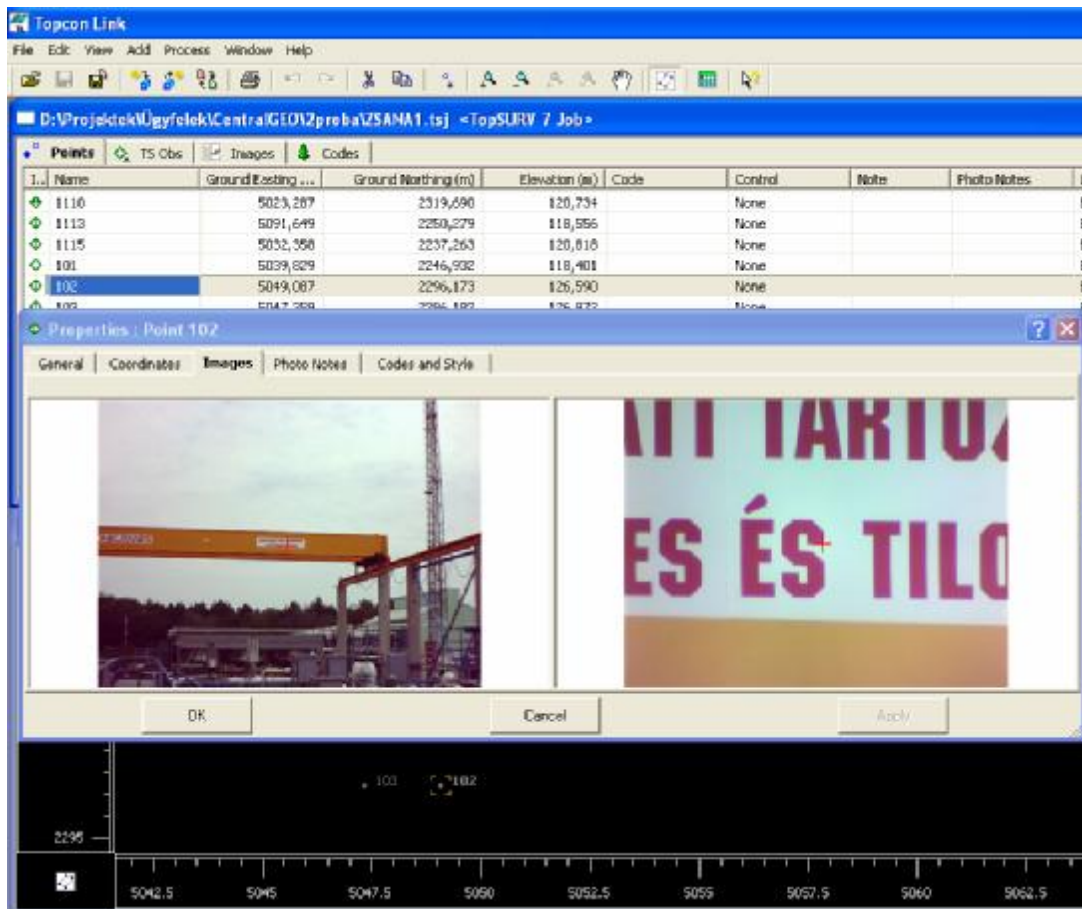 Topcon Link
File Edit View Add Process Window Help
D:\Projektek\Ügyfelek\CentralGEO\2proba\ZSANA1.tsj <TopSURV 7 Job>
Points TS Obs Images Codes
I... Name Ground Easting ... Ground Northing (m) Elevation (m) Code Control Note Photo Notes
1110 5023,287 2319,690 120,734 None
1113 5091,649 2250,279 118,556 None
1115 5032,358 2237,263 120,818 None
101 5039,829 2246,932 118,401 None
102 5049,087 2296,173 126,590 None
Properties : Point 102
General Coordinates Images Photo Notes Codes and Style
ES ÉS TILO
OK Cancel Apply
103 102
2295
5042.5 5045 5047.5 5050 5052.5 5055 5057.5 5060 5062.5